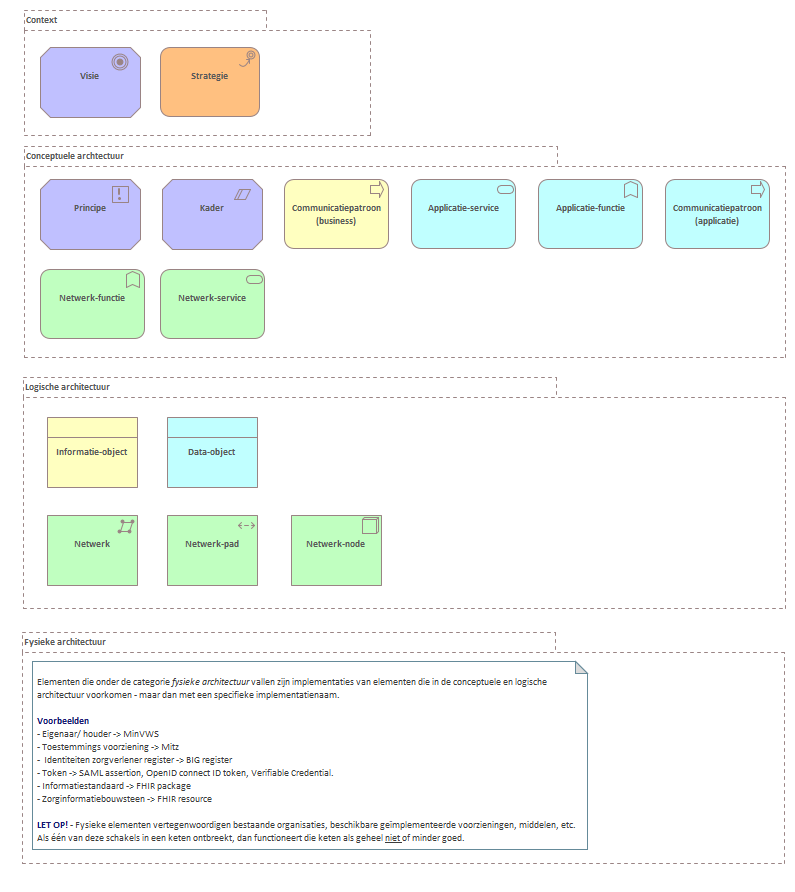 Context
Visie
Strategie
Conceptuele archtectuur
Principe
Kader
Communicatiepatroon
(business)
Applicatie-service
Applicatie-functie
Communicatiepatroon
(applicatie)
Netwerk-functie
Netwerk-service
Logische architectuur
Informatie-object
Data-object
Netwerk
Netwerk-pad
Netwerk-node
Fysieke architectuur
Elementen die onder de categorie fysieke architectuur vallen zijn implementaties van elementen die in de conceptuele en logische
architectuur voorkomen - maar dan met een specifieke implementatienaam.
Voorbeelden
- Eigenaar/ houder -> MinVWS
- Toestemmings voorziening -> Mitz
- Identiteiten zorgverlener register -> BIG register
- Token -> SAML assertion, OpenID connect ID token, Verifiable Credential.
- Informatiestandaard -> FHIR package
- Zorginformatiebouwsteen -> FHIR resource
LET OP! - Fysieke elementen vertegenwoordigen bestaande organisaties, beschikbare geïmplementeerde voorzieningen, middelen, etc.
Als één van deze schakels in een keten ontbreekt, dan functioneert die keten als geheel niet of minder goed.